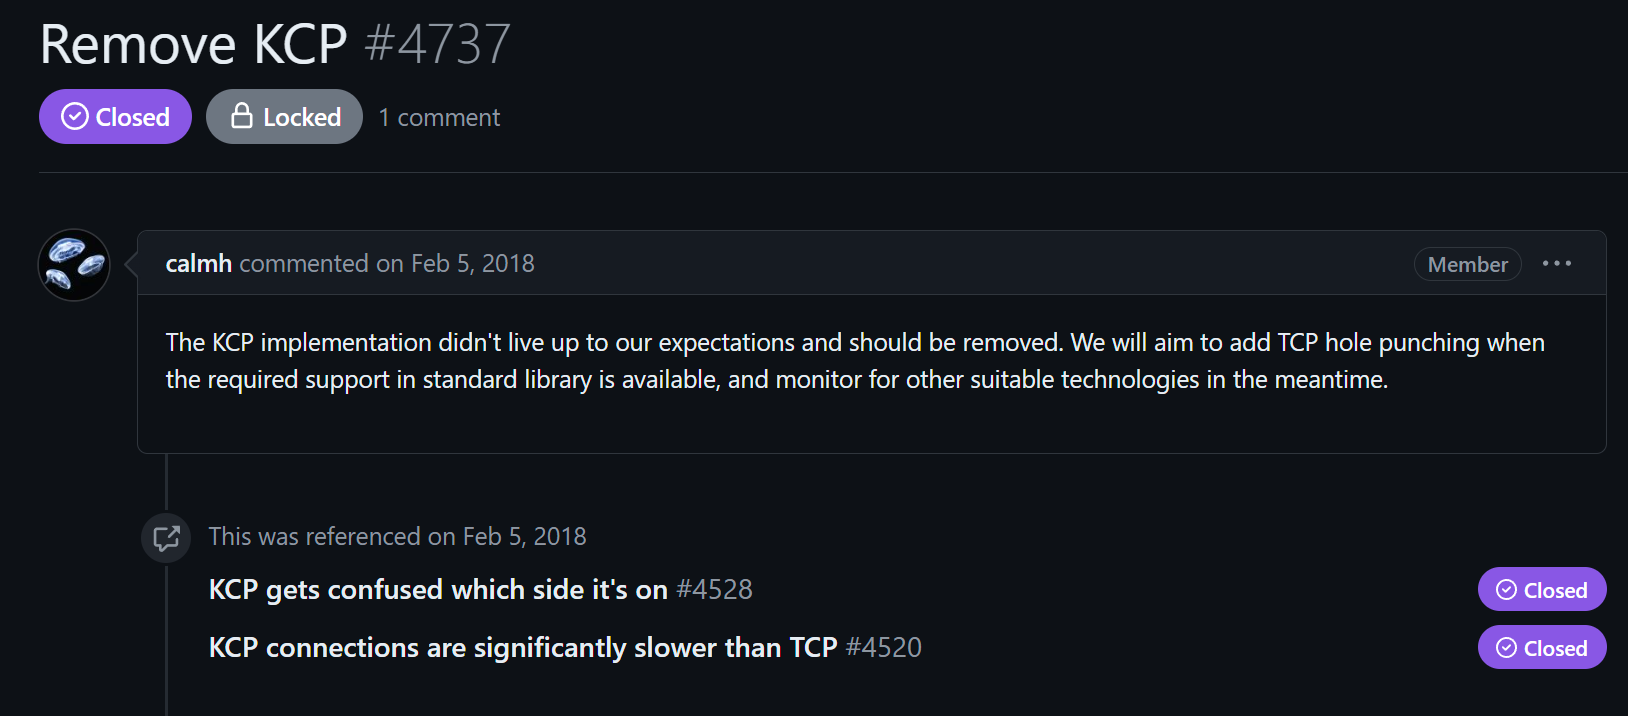 Remove KCP #4737
Closed Locked 1 comment
calmh commented on Feb 5, 2018 Member
The KCP implementation didn't live up to our expectations and should be removed. We will aim to add TCP hole punching when
the required support in standard library is available, and monitor for other suitable technologies in the meantime.
This was referenced on Feb 5, 2018
KCP gets confused which side it's on #4528 Closed
KCP connections are significantly slower than TCP #4520 Closed